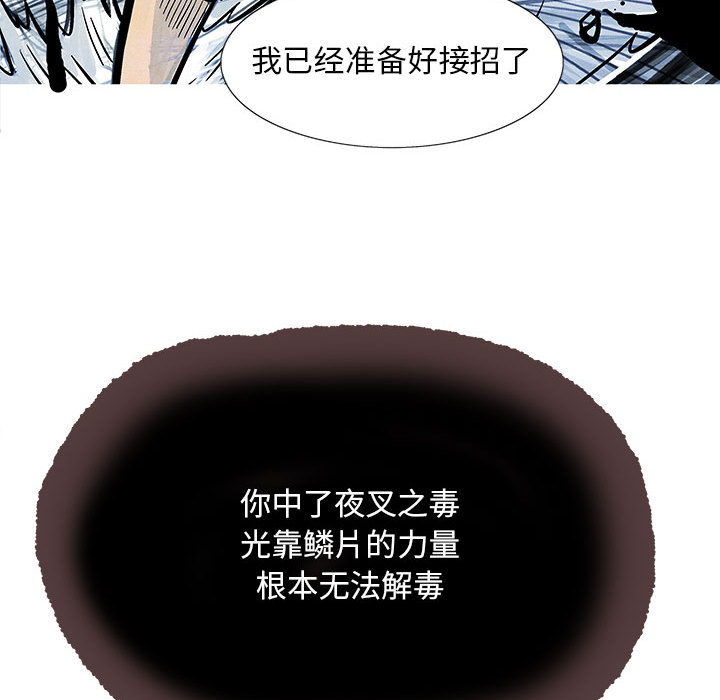 我已经准备好接招了
你中了夜叉之毒
光靠鳞片的力量
根本无法解毒